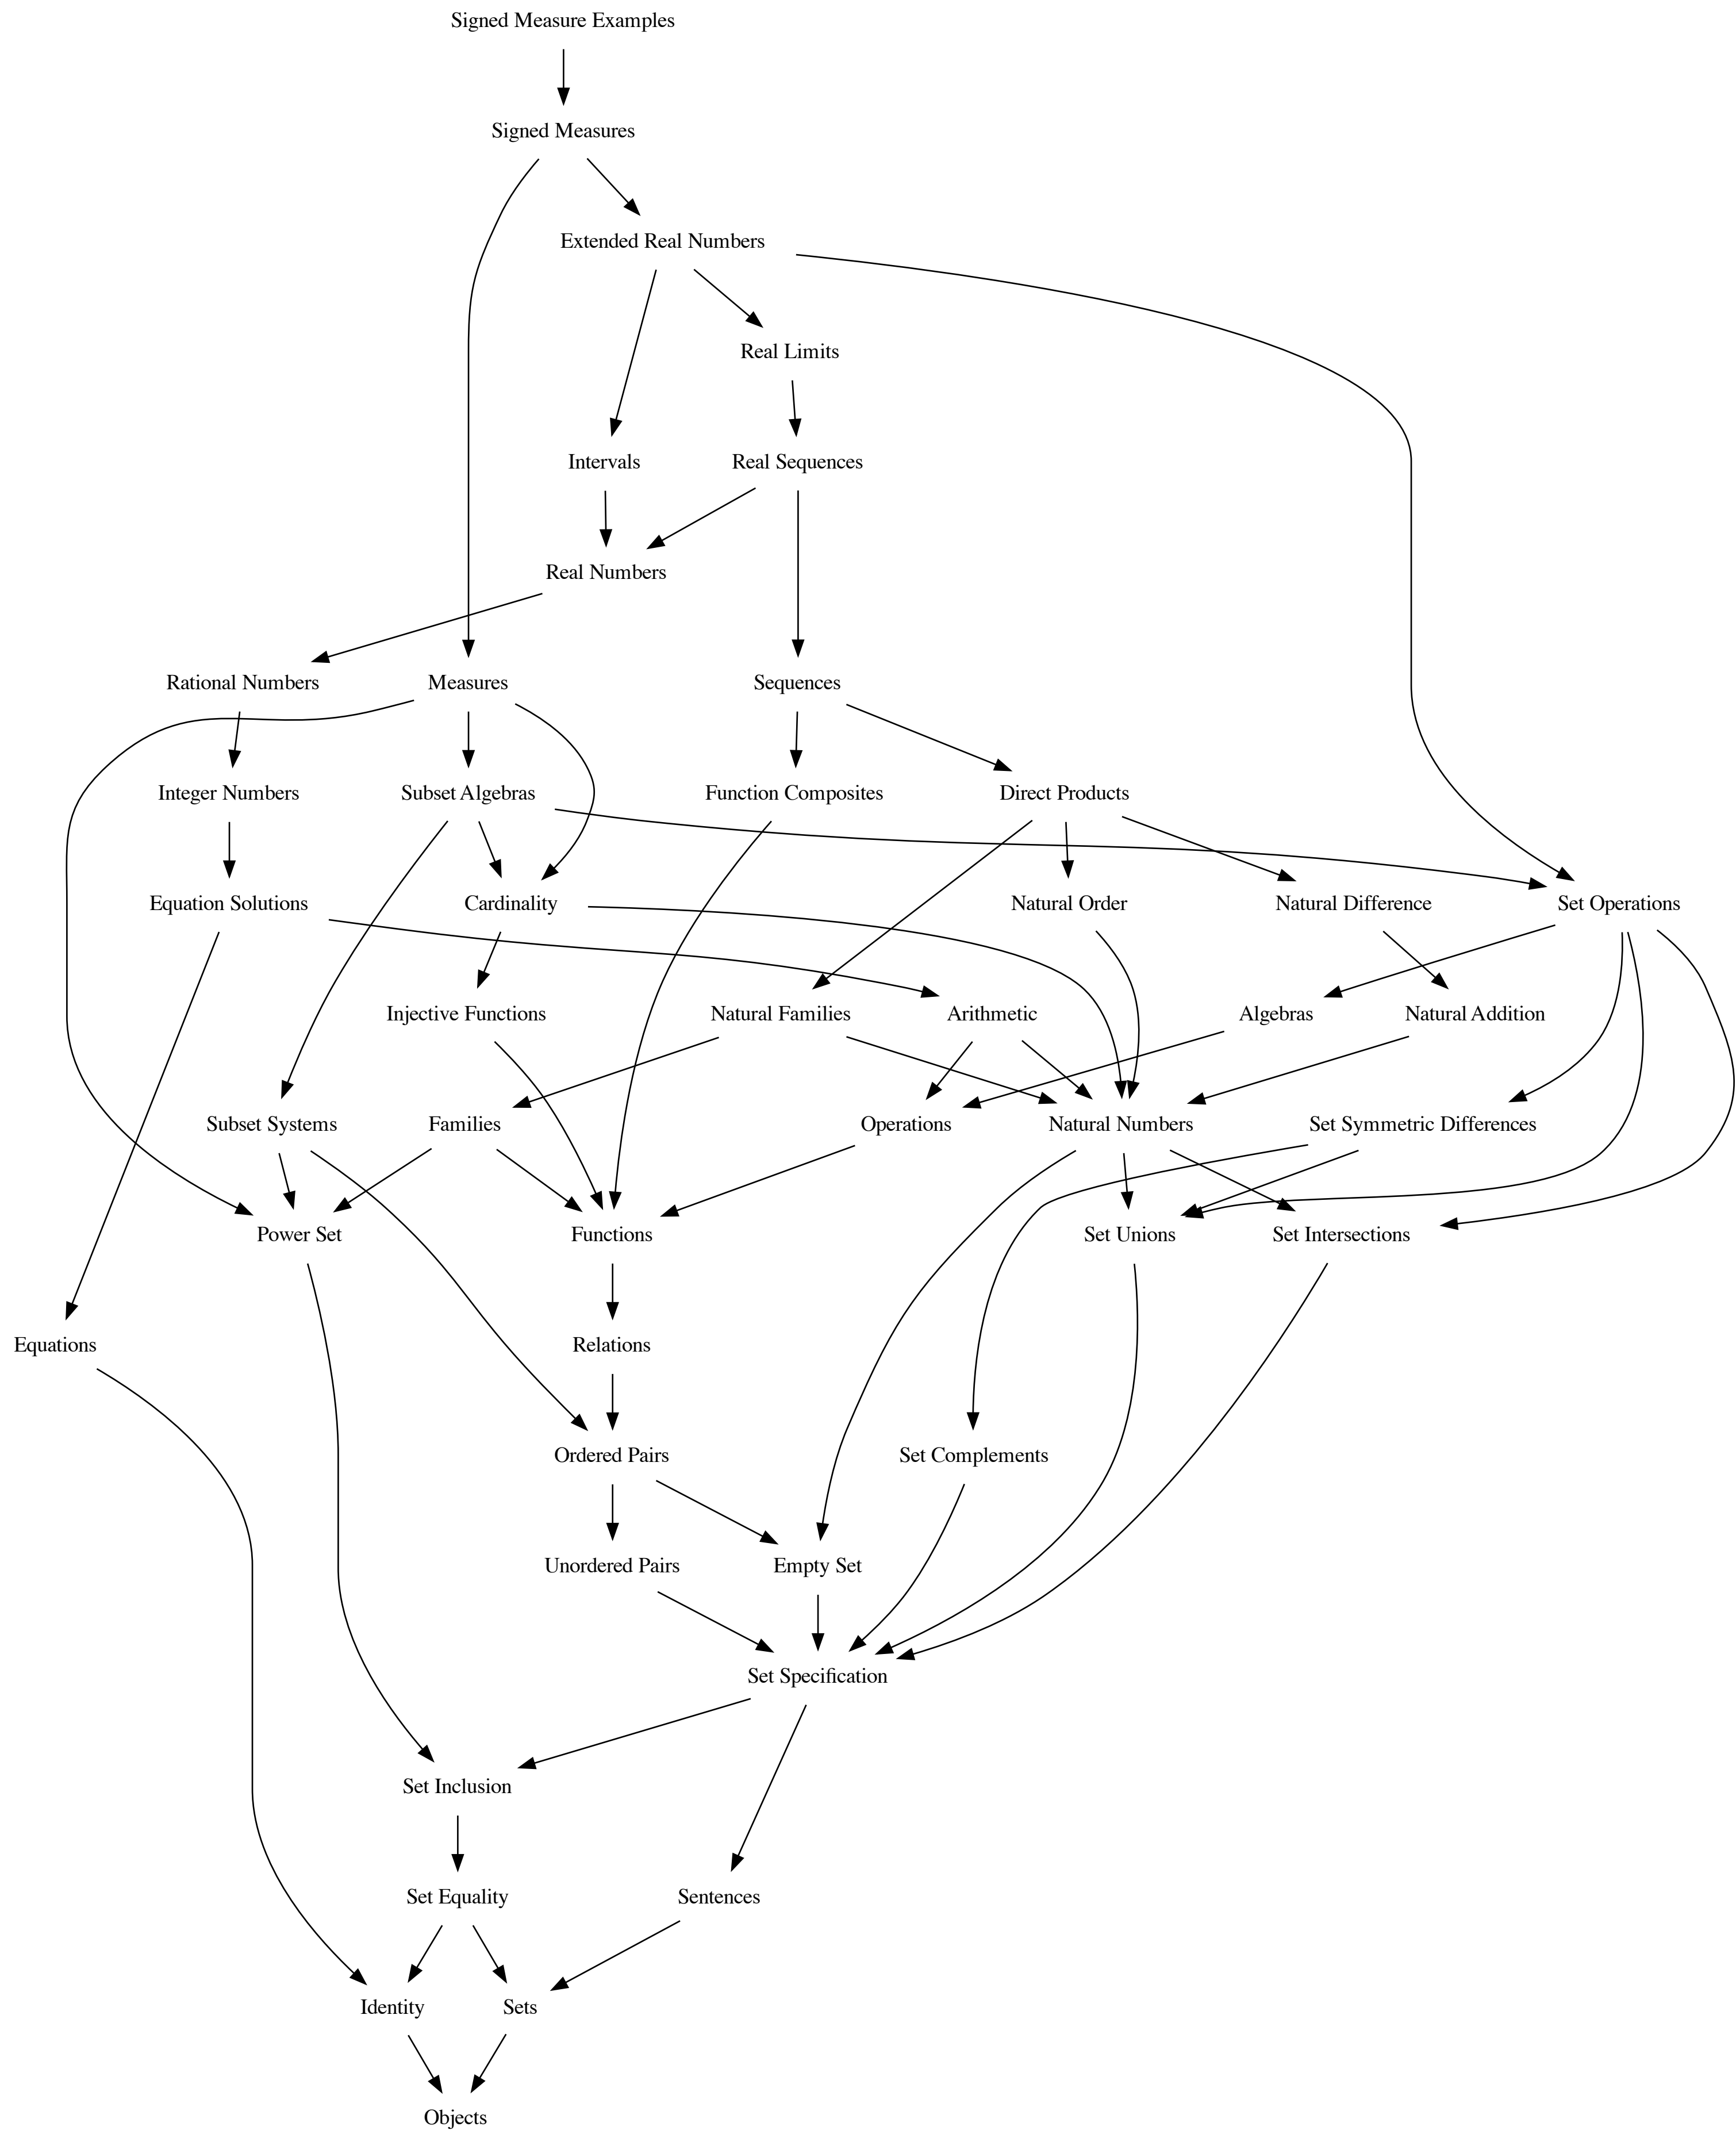 Signed Measure Examples
Signed Measures
Extended Real Numbers
Real Limits
Intervals
Real Sequences
Real Numbers
Rational Numbers
Measures
Sequences
Integer Numbers
Subset Algebras
Function Composites
Direct Products
Equation Solutions
Cardinality
Natural Order
Natural Difference
Set Operations
Injective Functions
Natural Families
Arithmetic
Algebras
Natural Addition
Subset Systems
Families
Operations
Natural Numbers
Set Symmetric Differences
Power Set
Functions
Set Unions
Set Intersections
Equations
Relations
Ordered Pairs
Set Complements
Unordered Pairs
Empty Set
Set Specification
Set Inclusion
Set Equality
Sentences
Identity
Sets
Objects